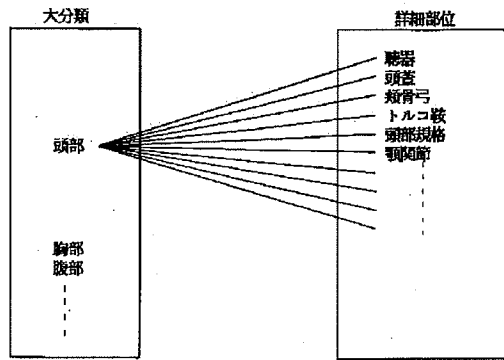 大分類
詳細部位
聴器
頭蓋
頬骨弓
トルコ鞍
頭部規格
顎関節
頭部
胸部
腹部